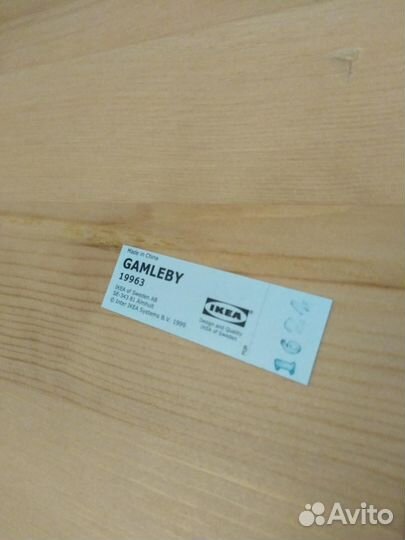 Made in China
GAMLEBY
19963
IKEA of Sweden AB
SE-343 81 Älmhult
© Inter IKEA Systems B.V. 1999
IKEA
Design and Quality
IKEA of Sweden
1624
Avito